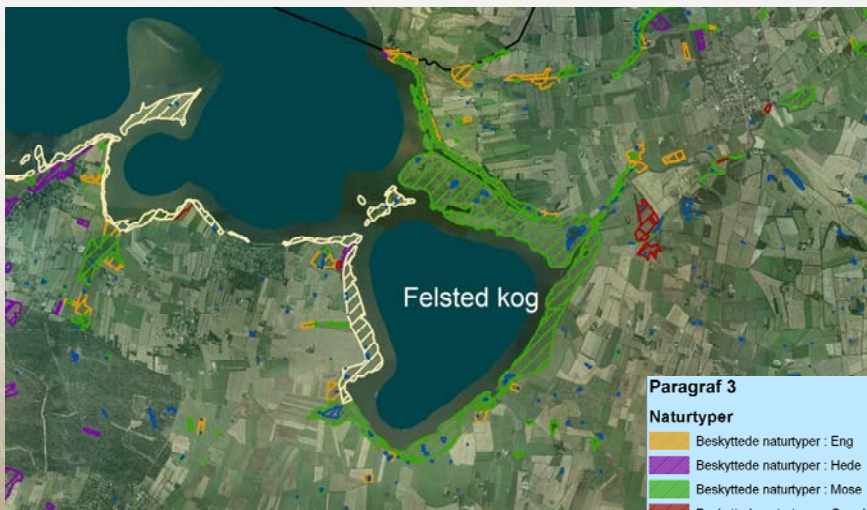 Felsted kog
Paragraf 3
Naturtyper
Beskyttede naturtyper : Eng
Beskyttede naturtyper : Hede
Beskyttede naturtyper : Mose